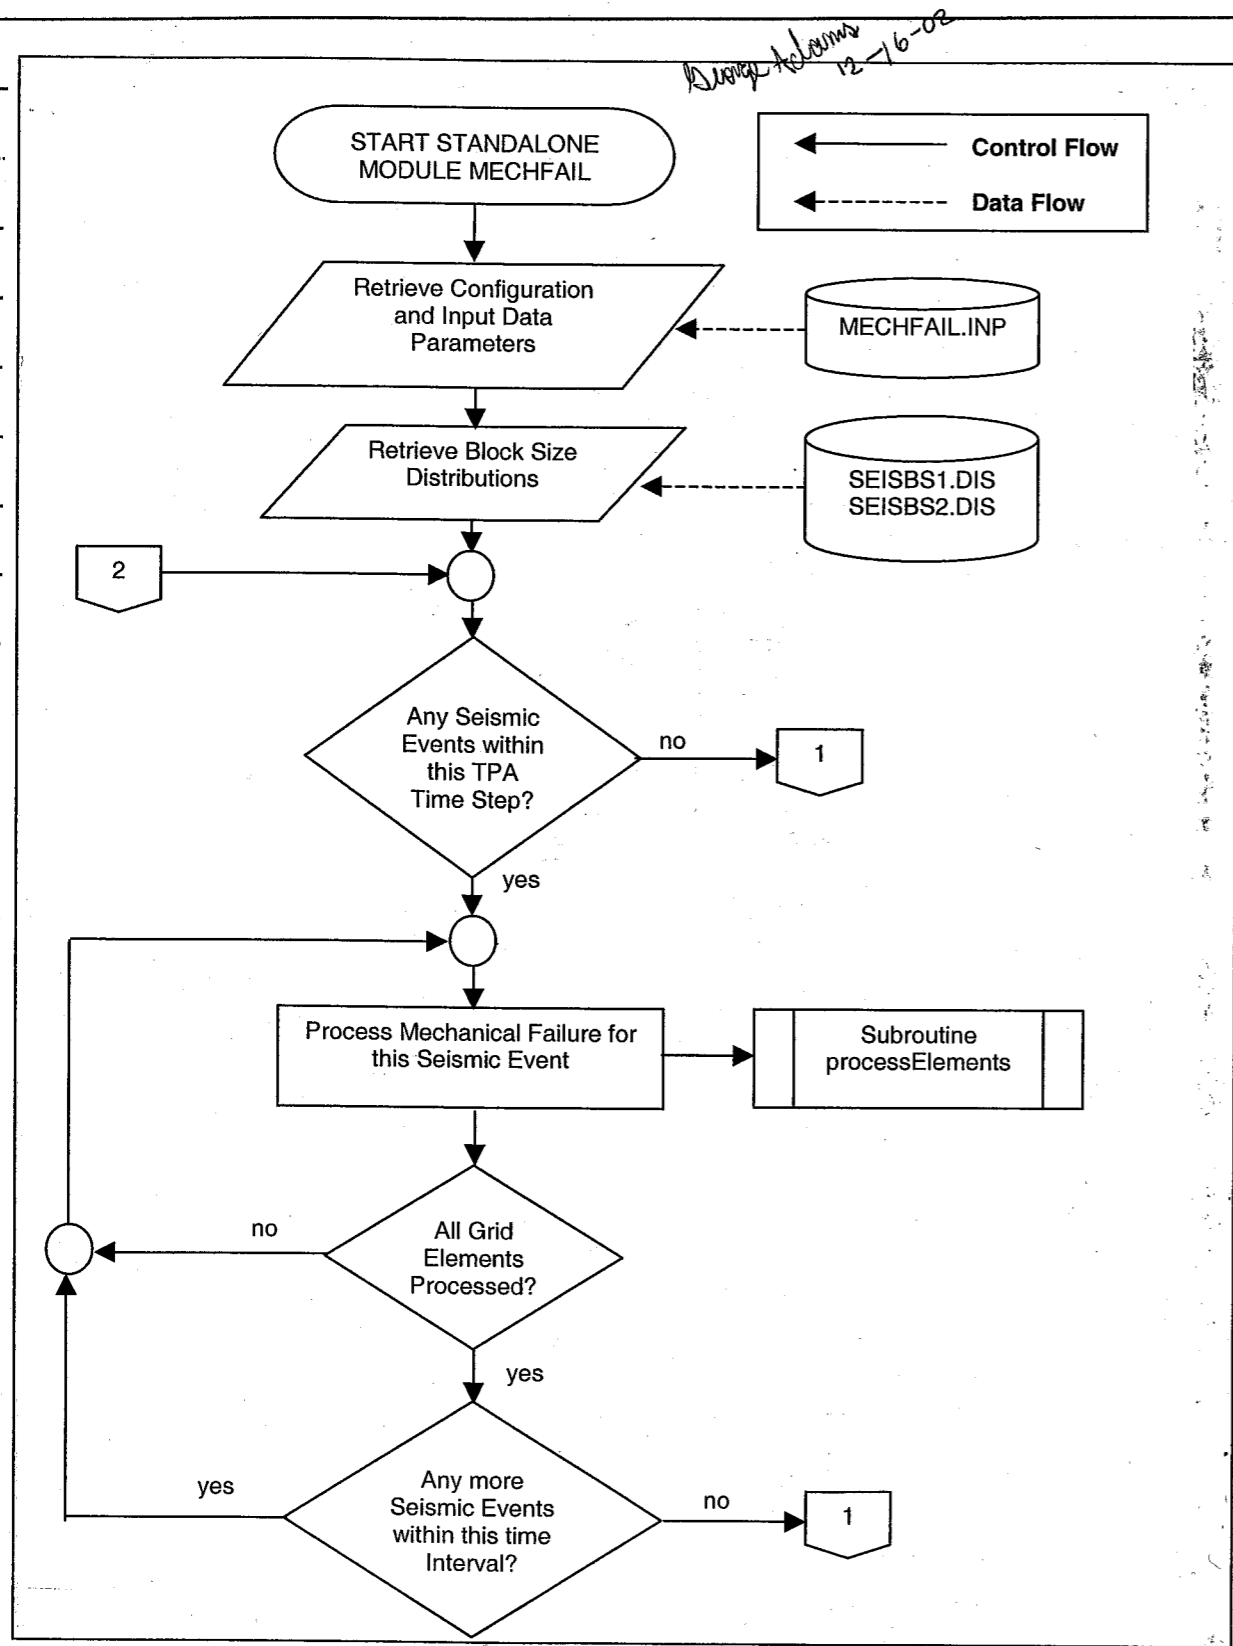 George Adams
12-16-02
START STANDALONE
MODULE MECHFAIL
Control Flow
Data Flow
Retrieve Configuration
and Input Data
Parameters
MECHFAIL.INP
Retrieve Block Size
Distributions
SEISBS1.DIS
SEISBS2.DIS
2
Any Seismic
Events within
this TPA
Time Step?
no
1
yes
Process Mechanical Failure for
this Seismic Event
Subroutine
processElements
no
All Grid
Elements
Processed?
yes
yes
Any more
Seismic Events
within this time
Interval?
no
1